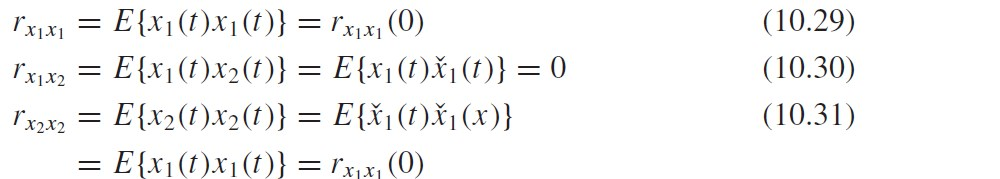 r_{x_1x_1} = E{x_1(t)x_1(t)} = r_{x_1x_1}(0) (10.29)
r_{x_1x_2} = E{x_1(t)x_2(t)} = E{x_1(t)x̌_1(t)} = 0 (10.30)
r_{x_2x_2} = E{x_2(t)x_2(t)} = E{x̌_1(t)x̌_1(x)} (10.31)
= E{x_1(t)x_1(t)} = r_{x_1x_1}(0)